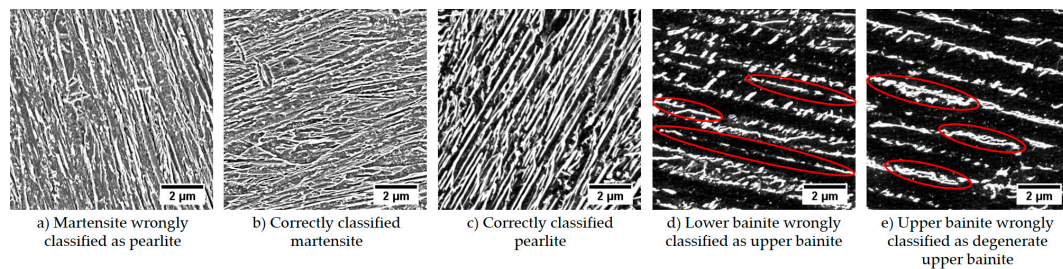 2 μm
2 μm
2 μm
2 μm
2 μm
a) Martensite wrongly
classified as pearlite
b) Correctly classified
martensite
c) Correctly classified
pearlite
d) Lower bainite wrongly
classified as upper bainite
e) Upper bainite wrongly
classified as degenerate
upper bainite